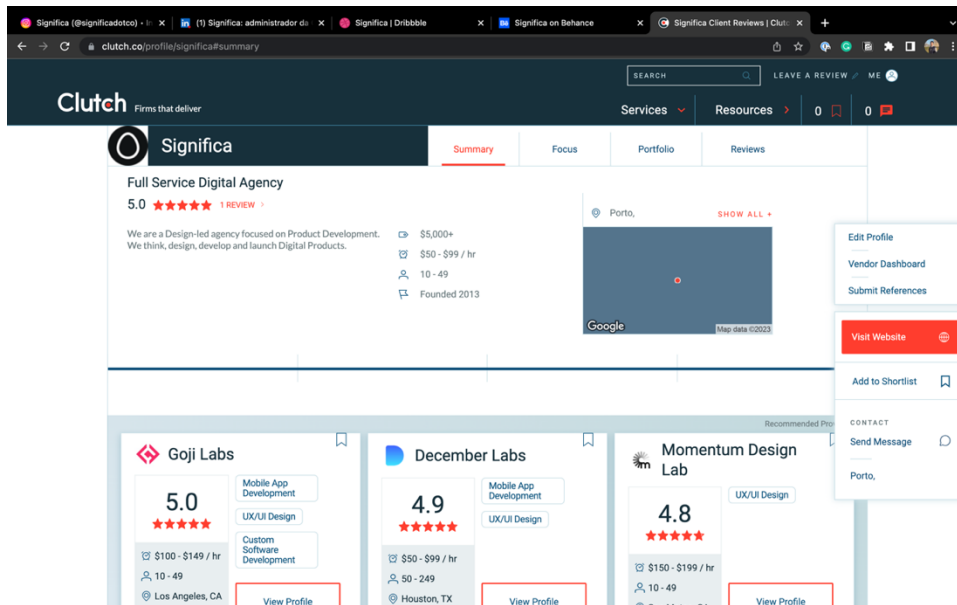 Significa (@significadotco) • In
(1) Significa: administrador da
Significa | Dribbble
Significa on Behance
Significa Client Reviews | Clutc
clutch.co/profile/significa#summary
SEARCH
LEAVE A REVIEW
ME
Clutch
Firms that deliver
Services
Resources
0
0
Significa
Summary
Focus
Portfolio
Reviews
Full Service Digital Agency
5.0
1 REVIEW
We are a Design-led agency focused on Product Development.
We think, design, develop and launch Digital Products.
$5,000+
$50 - $99 / hr
10 - 49
Founded 2013
Porto,
SHOW ALL +
Google
Map data ©2023
Edit Profile
Vendor Dashboard
Submit References
Visit Website
Add to Shortlist
CONTACT
Send Message
Porto,
Recommended Pro
Goji Labs
5.0
Mobile App
Development
UX/UI Design
Custom
Software
Development
$100 - $149 / hr
10 - 49
Los Angeles, CA
View Profile
December Labs
4.9
Mobile App
Development
UX/UI Design
$50 - $99 / hr
50 - 249
Houston, TX
View Profile
Momentum Design
Lab
m
4.8
UX/UI Design
$150 - $199 / hr
10 - 49
View Profile